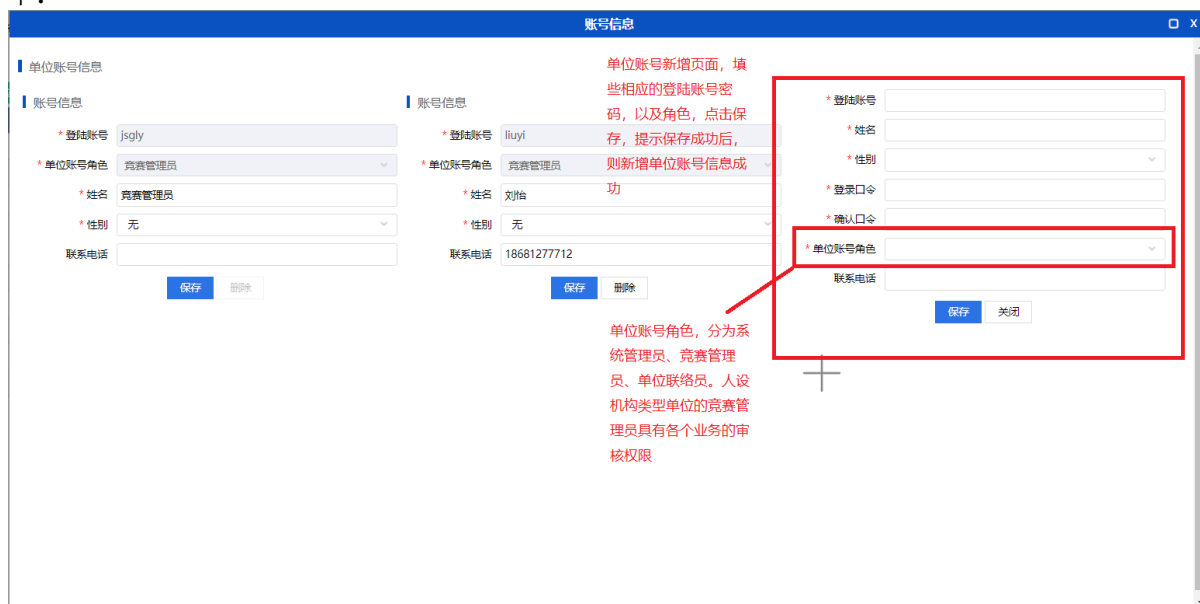 账号信息
单位账号信息
账号信息
* 登陆账号 jsgly
* 单位账号角色 竞赛管理员
* 姓名 竞赛管理员
* 性别 无
联系电话
保存 删除
账号信息
* 登陆账号 liuyi
* 单位账号角色 竞赛管理员
* 姓名 刘怡
* 性别 无
联系电话 18681277712
保存 删除
单位账号新增页面，填
些相应的登陆账号密
码，以及角色，点击保
存，提示保存成功后，
则新增单位账号信息成
功
* 登陆账号
* 姓名
* 性别
* 登录口令
* 确认口令
* 单位账号角色
联系电话
保存 关闭
单位账号角色，分为系
统管理员、竞赛管理
员、单位联络员。人设
机构类型单位的竞赛管
理员具有各个业务的审
核权限